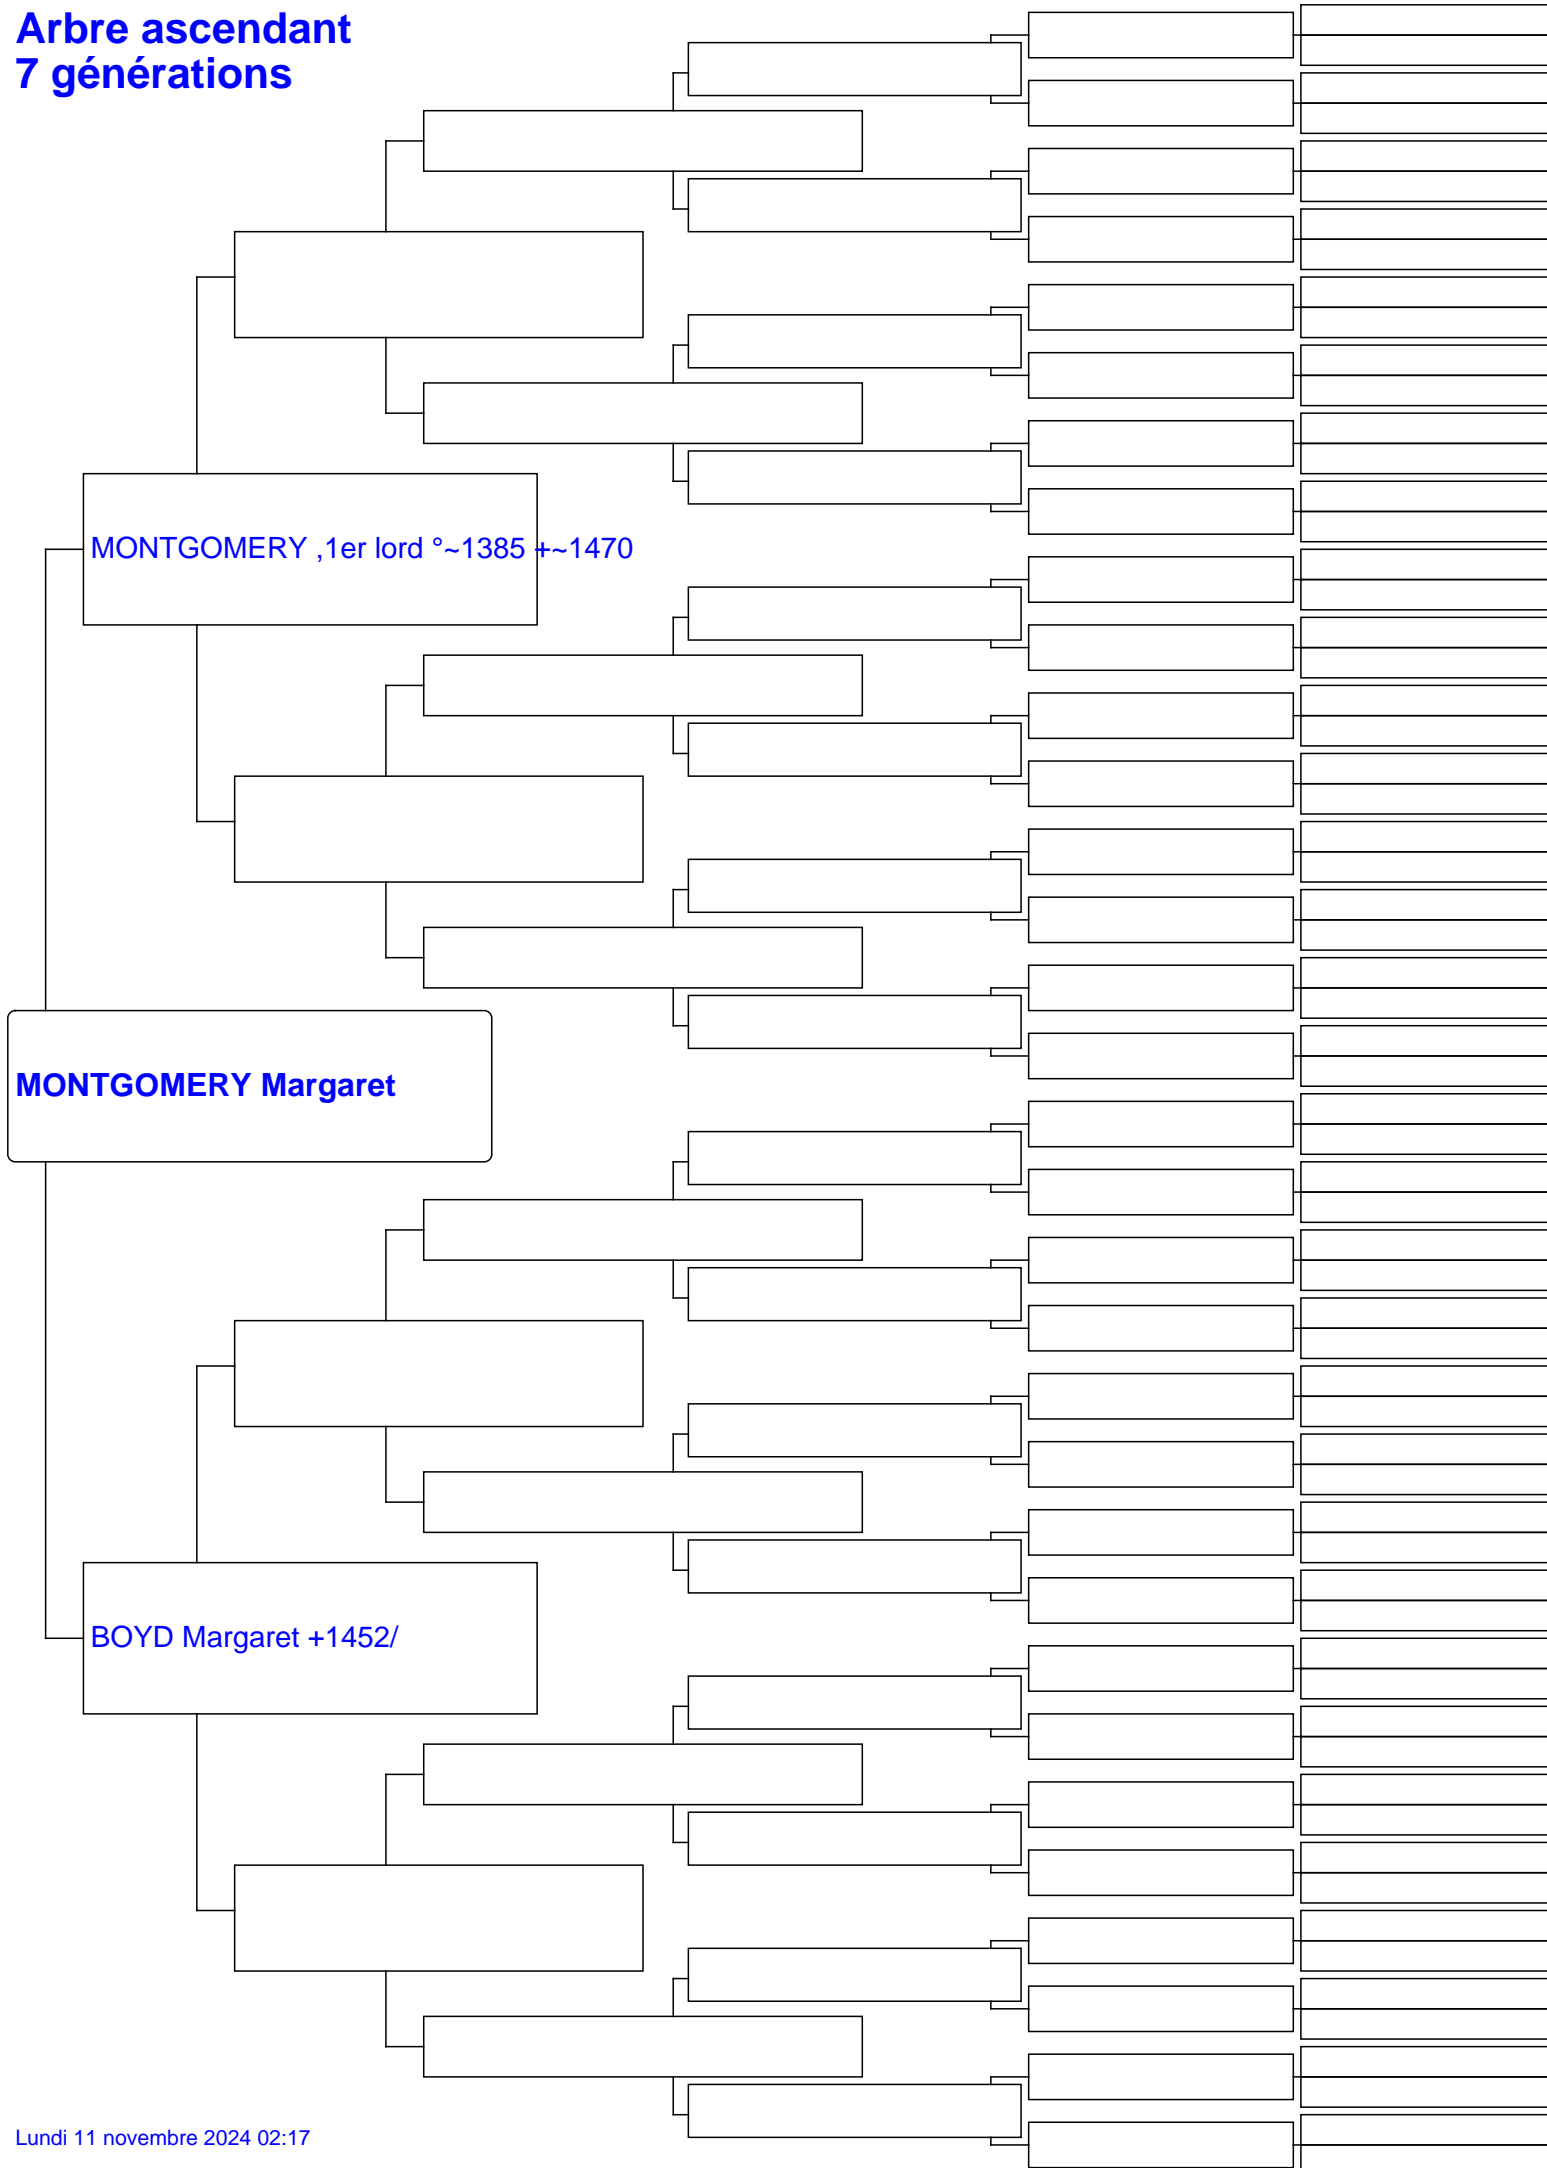 Arbre ascendant
7 générations
MONTGOMERY ,1er lord °~1385 +~1470
MONTGOMERY Margaret
BOYD Margaret +1452/
Lundi 11 novembre 2024 02:17